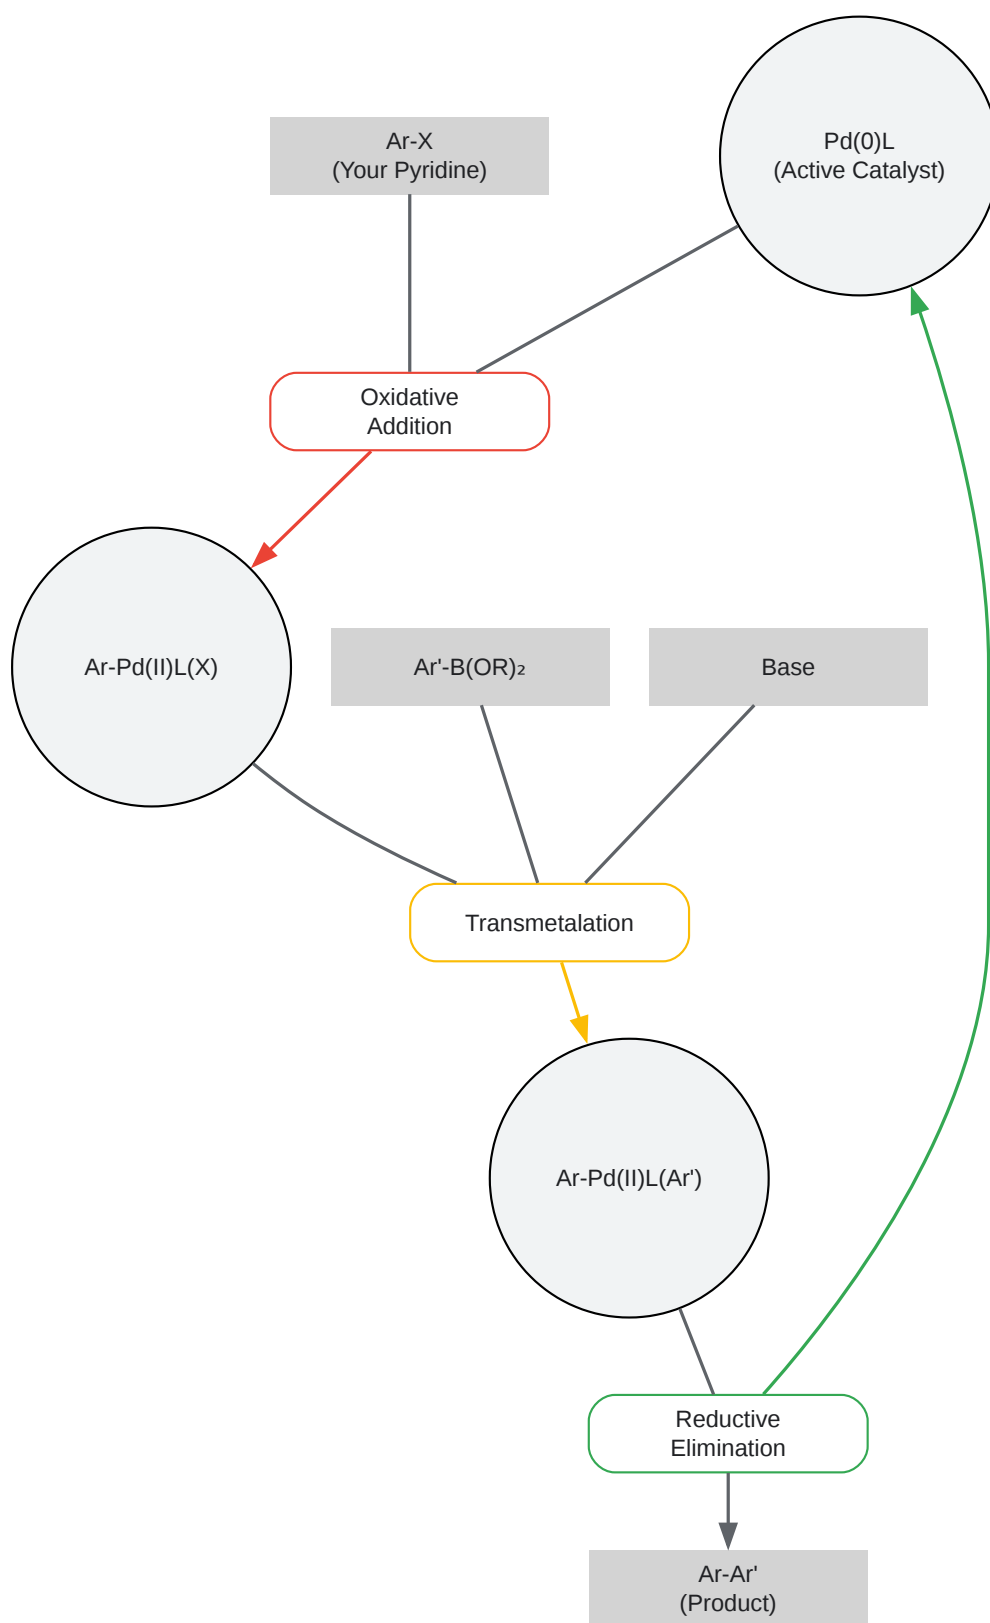 Pd(0)L
(Active Catalyst)
Ar-X
(Your Pyridine)
Oxidative
Addition
Ar-Pd(II)L(X)
Ar'-B(OR)₂
Base
Transmetalation
Ar-Pd(II)L(Ar')
Reductive
Elimination
Ar-Ar'
(Product)